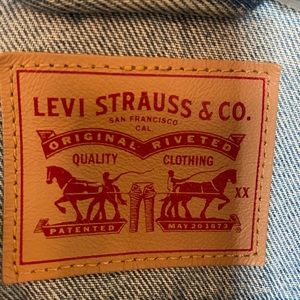 LEVI STRAUSS & CO.
SAN FRANCISCO
CAL
ORIGINAL RIVETED
QUALITY CLOTHING
XX
PATENTED MAY 20 1873